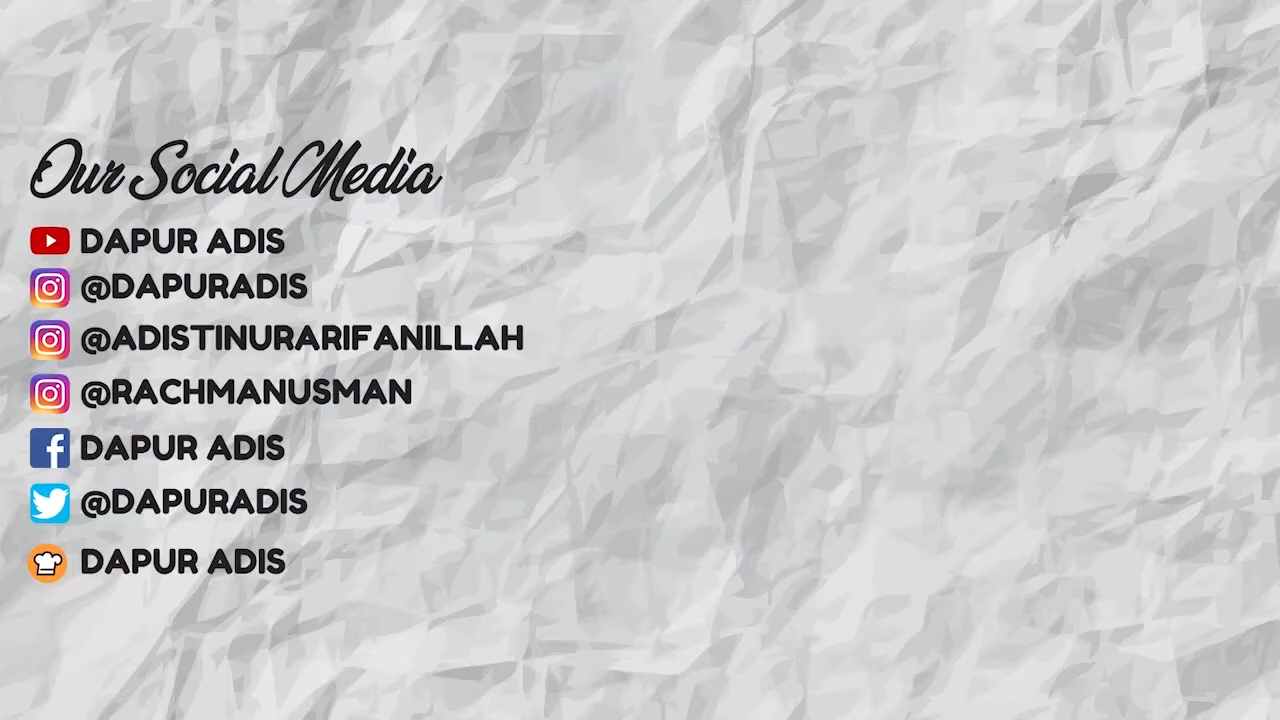 Our Social Media
DAPUR ADIS
@DAPURADIS
@ADISTINURARIFANILLAH
@RACHMANUSMAN
DAPUR ADIS
@DAPURADIS
DAPUR ADIS